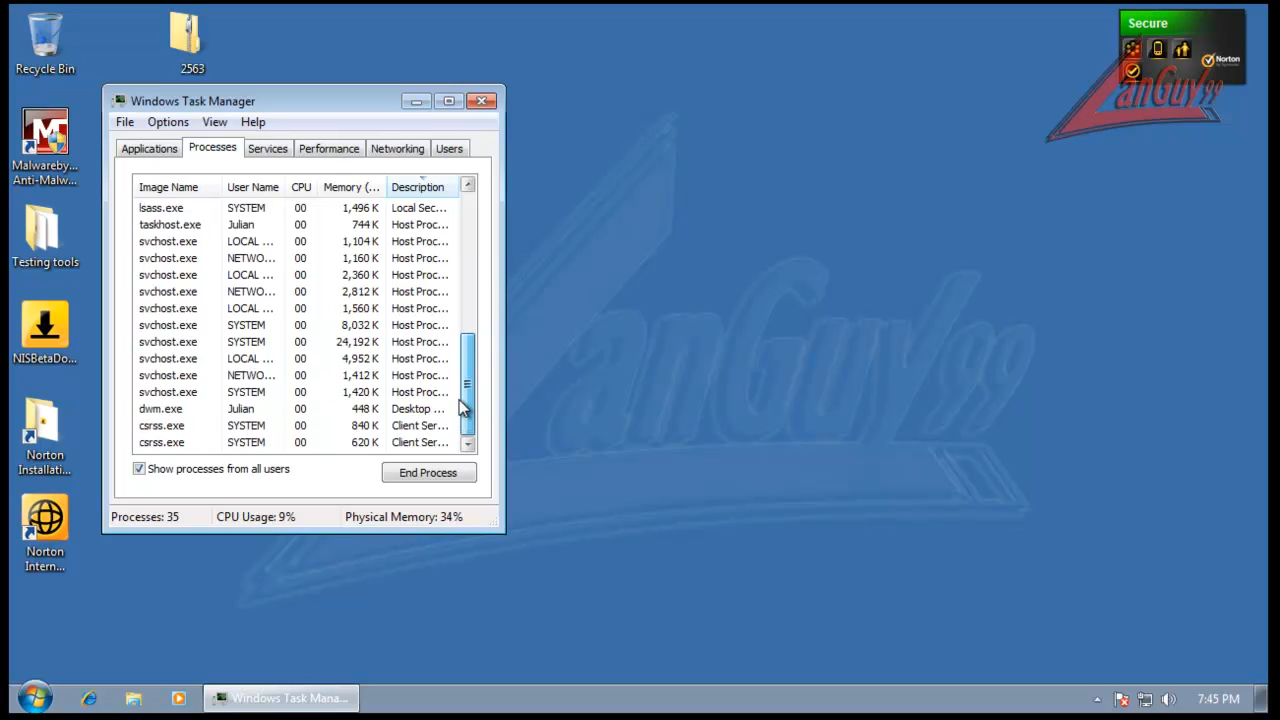 Recycle Bin
2563
Malwareby...
Anti-Malw...
Testing tools
NISBetaDo...
Norton
Installati...
Norton
Intern...
Windows Task Manager
File Options View Help
Applications Processes Services Performance Networking Users
Image Name User Name CPU Memory (... Description
lsass.exe SYSTEM 00 1,496 K Local Sec...
taskhost.exe Julian 00 744 K Host Proc...
svchost.exe LOCAL ... 00 1,104 K Host Proc...
svchost.exe NETWO... 00 1,160 K Host Proc...
svchost.exe LOCAL ... 00 2,360 K Host Proc...
svchost.exe NETWO... 00 2,812 K Host Proc...
svchost.exe LOCAL ... 00 1,560 K Host Proc...
svchost.exe SYSTEM 00 8,032 K Host Proc...
svchost.exe SYSTEM 00 24,192 K Host Proc...
svchost.exe LOCAL ... 00 4,952 K Host Proc...
svchost.exe NETWO... 00 1,412 K Host Proc...
svchost.exe SYSTEM 00 1,420 K Host Proc...
dwm.exe Julian 00 448 K Desktop ...
csrss.exe SYSTEM 00 840 K Client Ser...
csrss.exe SYSTEM 00 620 K Client Ser...
Show processes from all users
End Process
Processes: 35 CPU Usage: 9% Physical Memory: 34%
Secure
Norton
LanGuy99
LanGuy99
Windows Task Mana...
7:45 PM